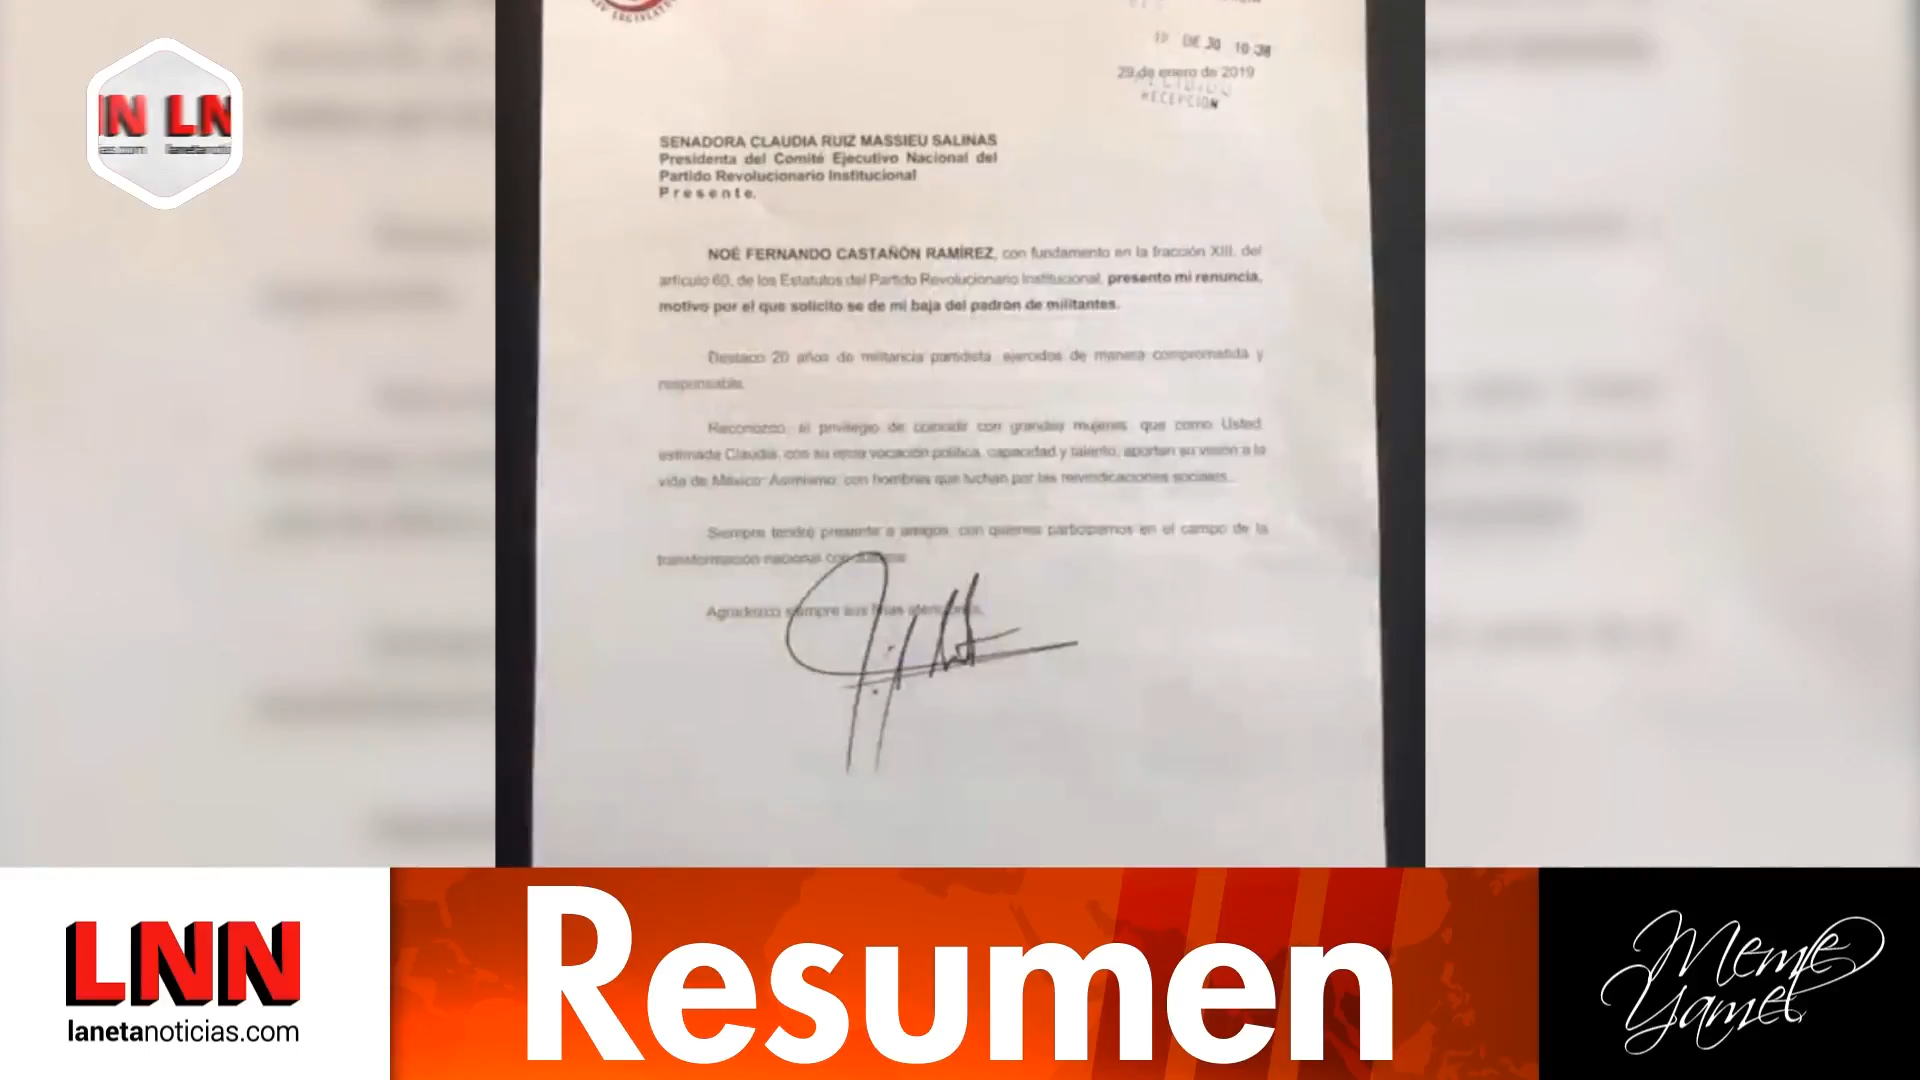 19 DE 30 10:38
29 de enero de 2019
RECEPCION
SENADORA CLAUDIA RUIZ MASSIEU SALINAS
Presidenta del Comité Ejecutivo Nacional del
Partido Revolucionario Institucional
Presente.
NOÉ FERNANDO CASTAÑÓN RAMÍREZ, con fundamento en la fracción XIII, del
artículo 60, de los Estatutos del Partido Revolucionario Institucional, presento mi renuncia,
motivo por el que solicito se de mi baja del padrón de militantes.
Destaco 20 años de militancia partidista ejercidos de manera comprometida y
responsable.
Reconozco, el privilegio de coincidir con grandes mujeres, que como Usted,
estimada Claudia, con su vocación política, capacidad y talento, aportan su visión a la
vida de México. Asimismo, con hombres que luchan por las reivindicaciones sociales.
Siempre tendré presente a amigos, con quienes participamos en el campo de la
transformación nacional
Agradezco siempre sus finas atenciones,
LNN
lanetanoticias.com
Resumen
Meme
Yamel